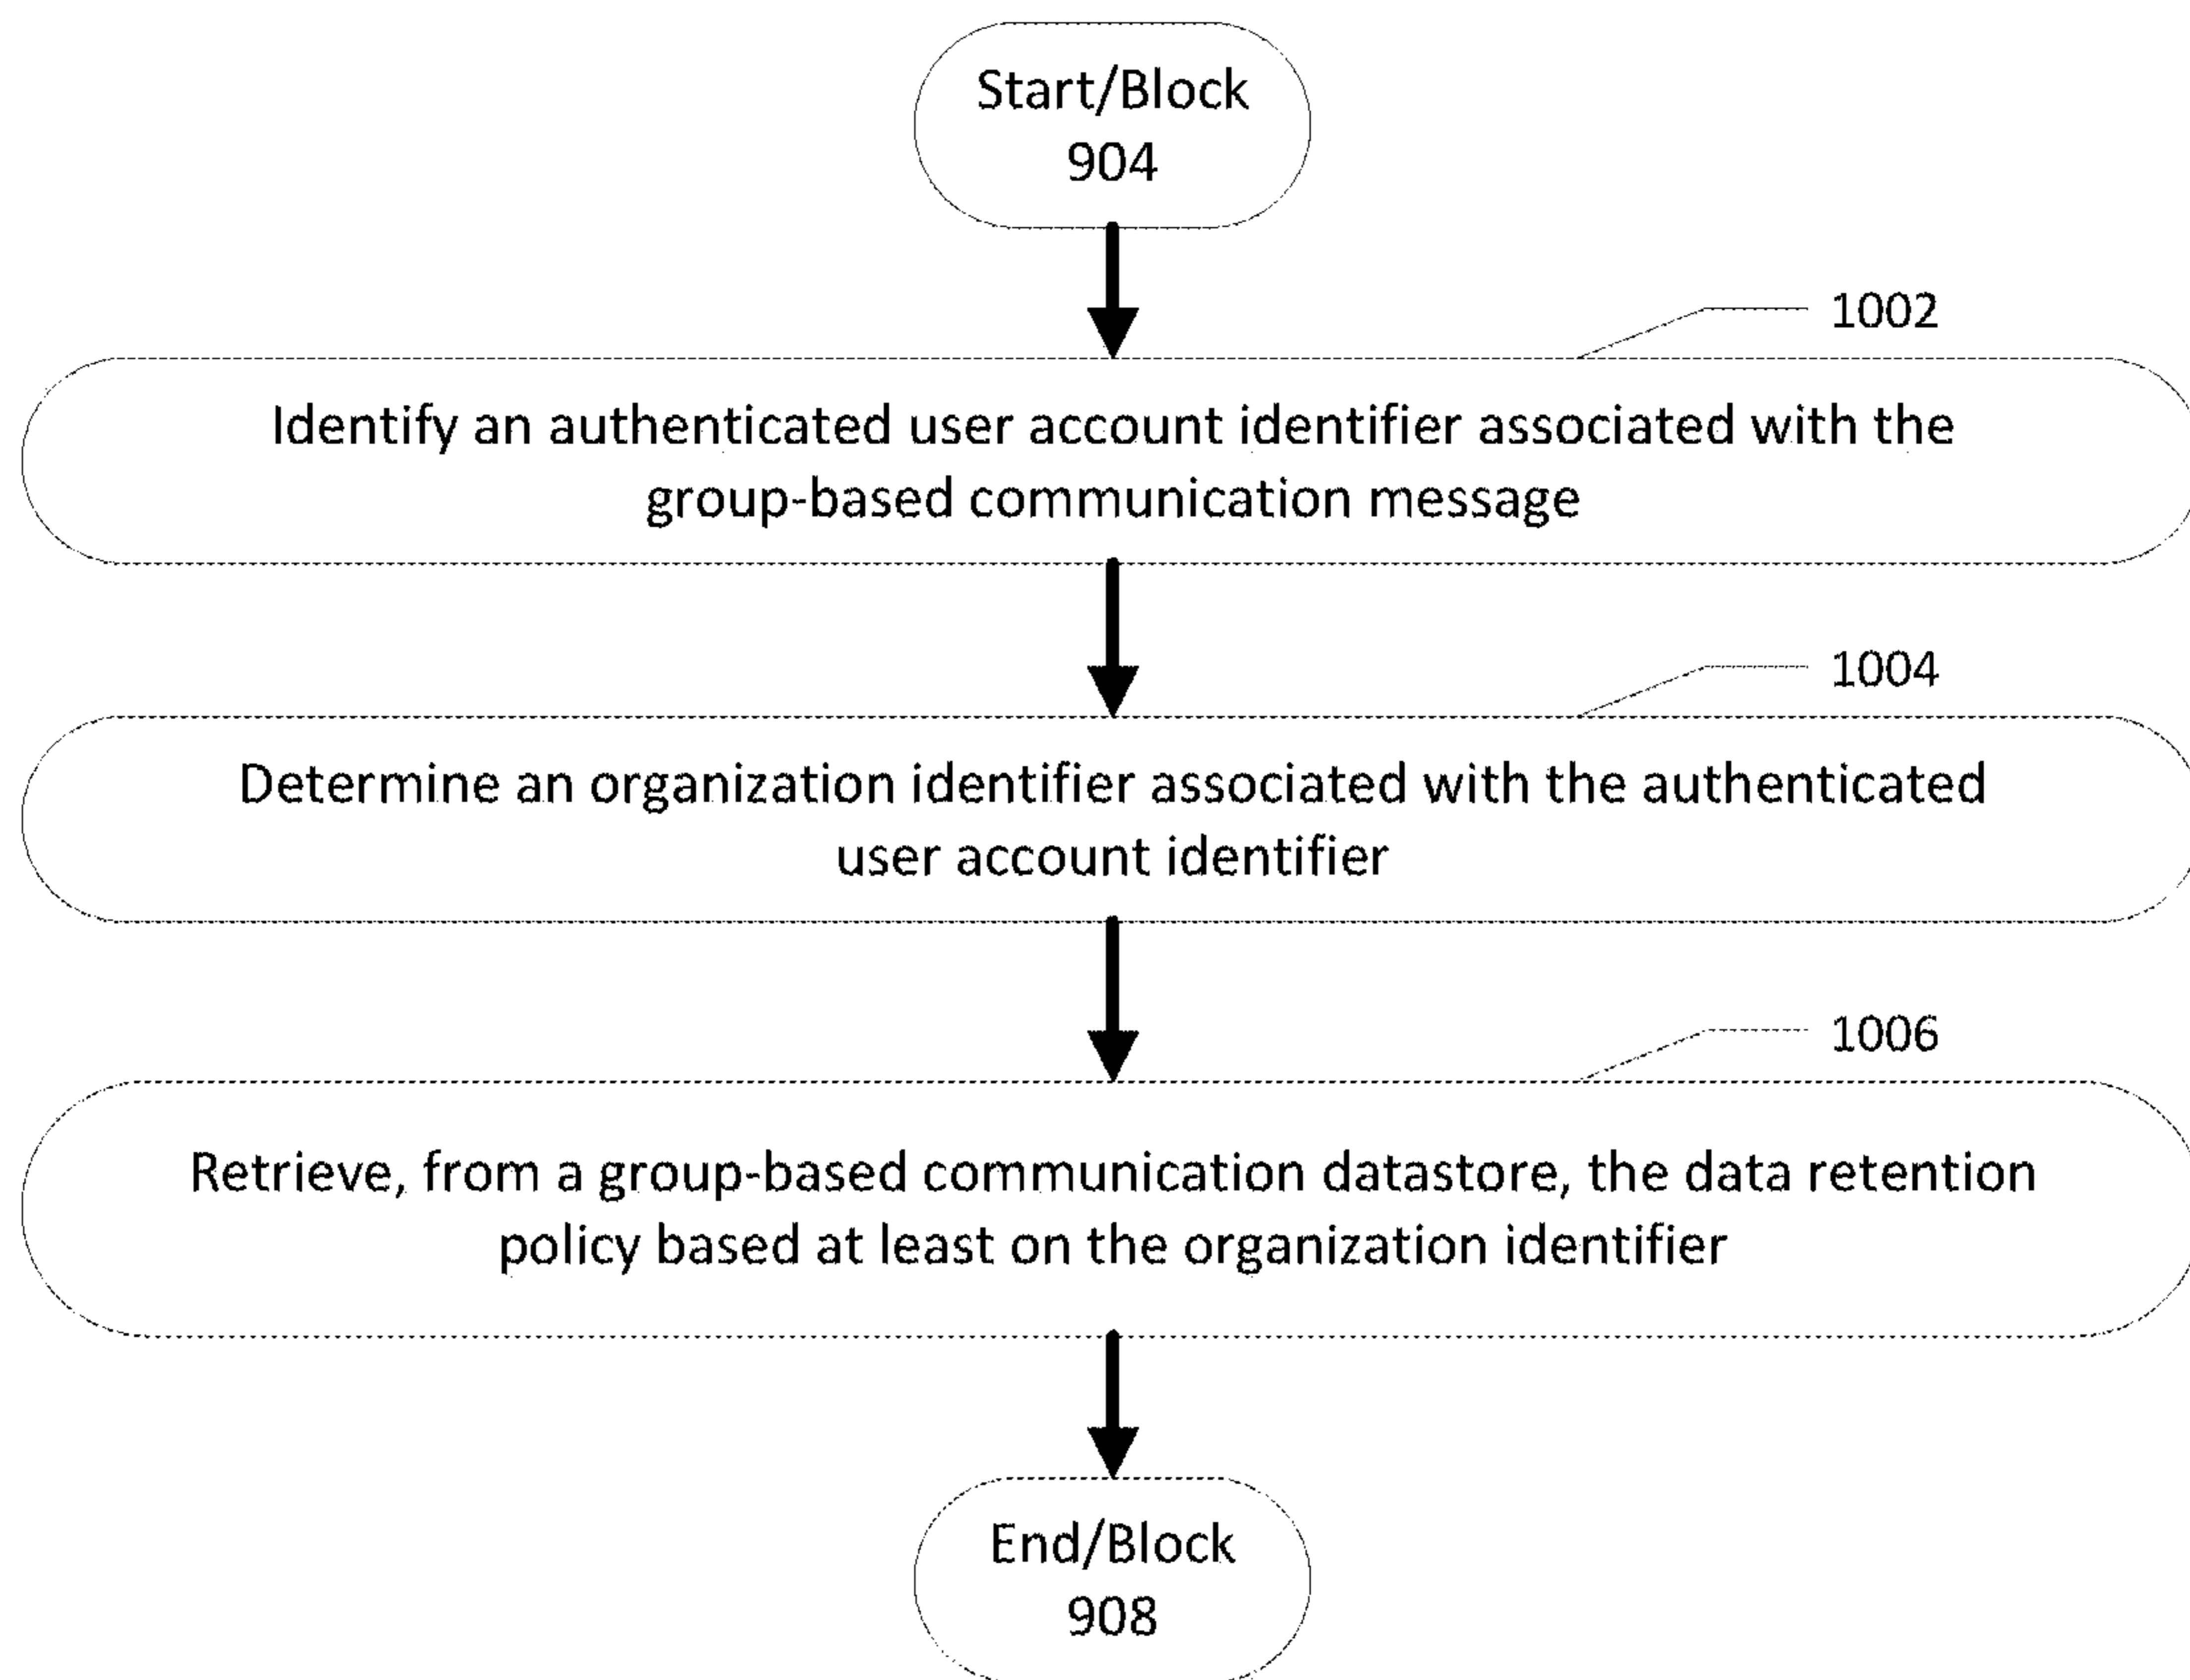 Start/Block
904
1002
Identify an authenticated user account identifier associated with the
group-based communication message
1004
Determine an organization identifier associated with the authenticated
user account identifier
1006
Retrieve, from a group-based communication datastore, the data retention
policy based at least on the organization identifier
End/Block
908